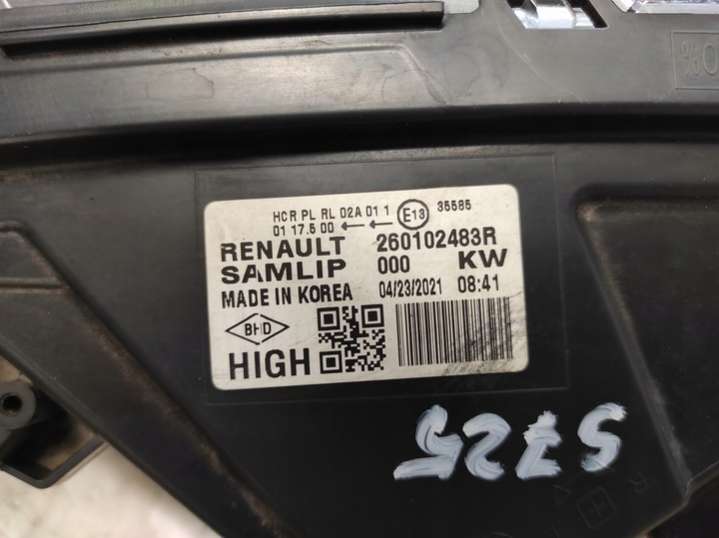 HCR PL RL 02A 01 1 E13 35585
01 17.5 00 ←←
RENAULT 260102483R
SAMLIP 000 KW
MADE IN KOREA 04/23/2021 08:41
BHD
HIGH
5725